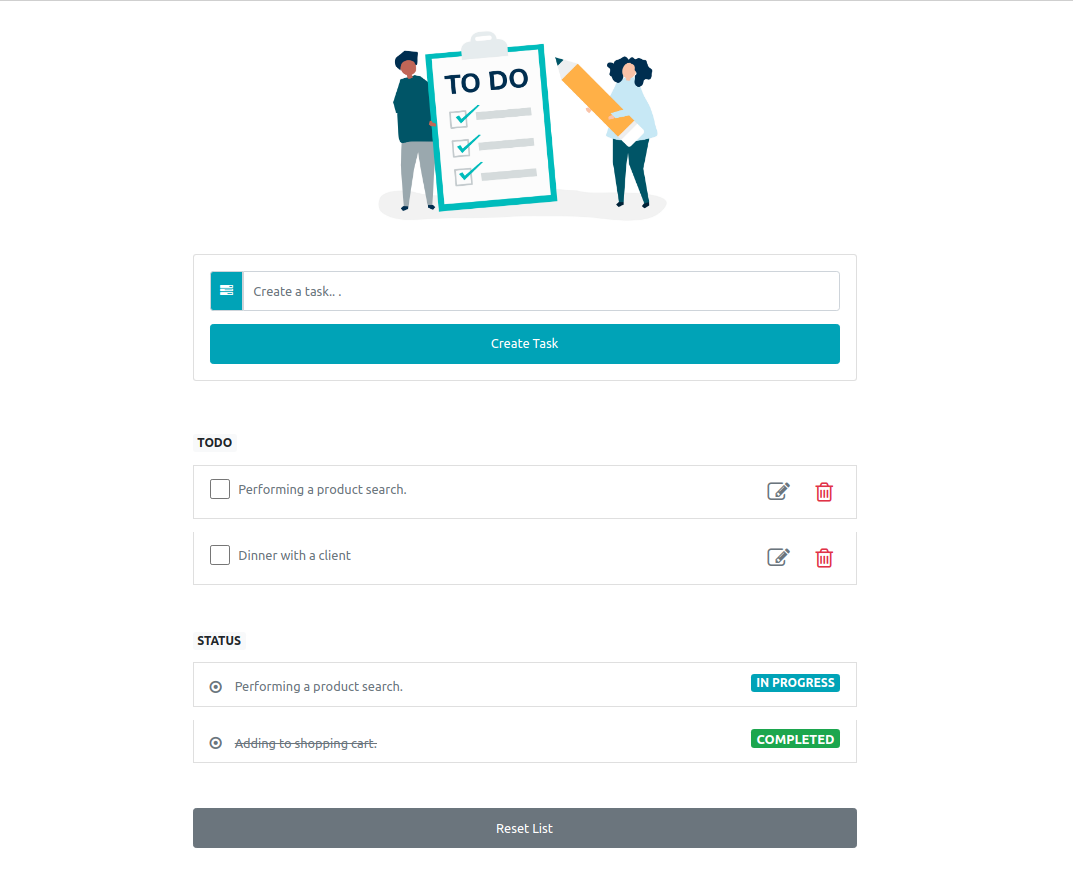 TO DO
Create a task.. .
Create Task
TODO
Performing a product search.
Dinner with a client
STATUS
Performing a product search.
IN PROGRESS
Adding to shopping cart.
COMPLETED
Reset List